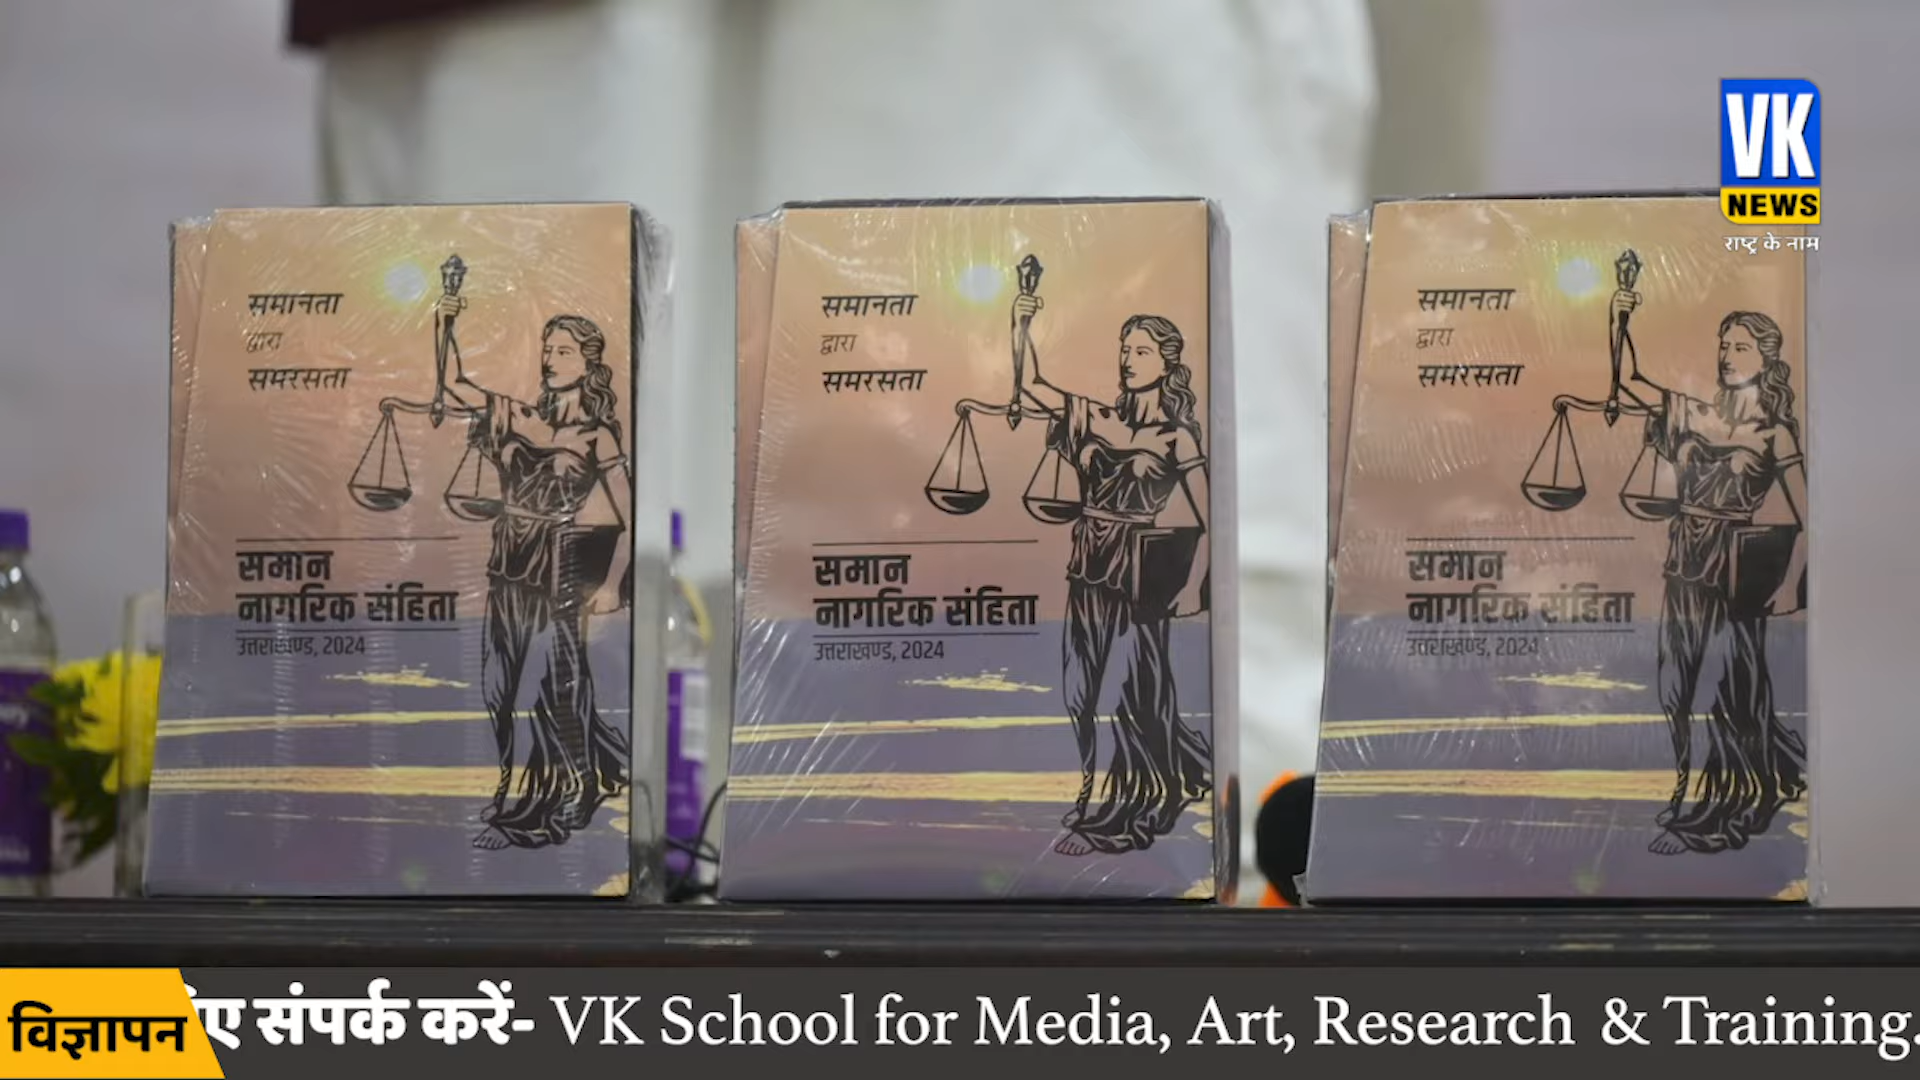 VK
NEWS
राष्ट्र के नाम
समानता
द्वारा
समरसता
समान
नागरिक संहिता
उत्तराखण्ड, 2024
समानता
द्वारा
समरसता
समान
नागरिक संहिता
उत्तराखण्ड, 2024
समानता
द्वारा
समरसता
समान
नागरिक संहिता
उत्तराखण्ड, 2024
विज्ञापन
संपर्क करें- VK School for Media, Art, Research & Training.